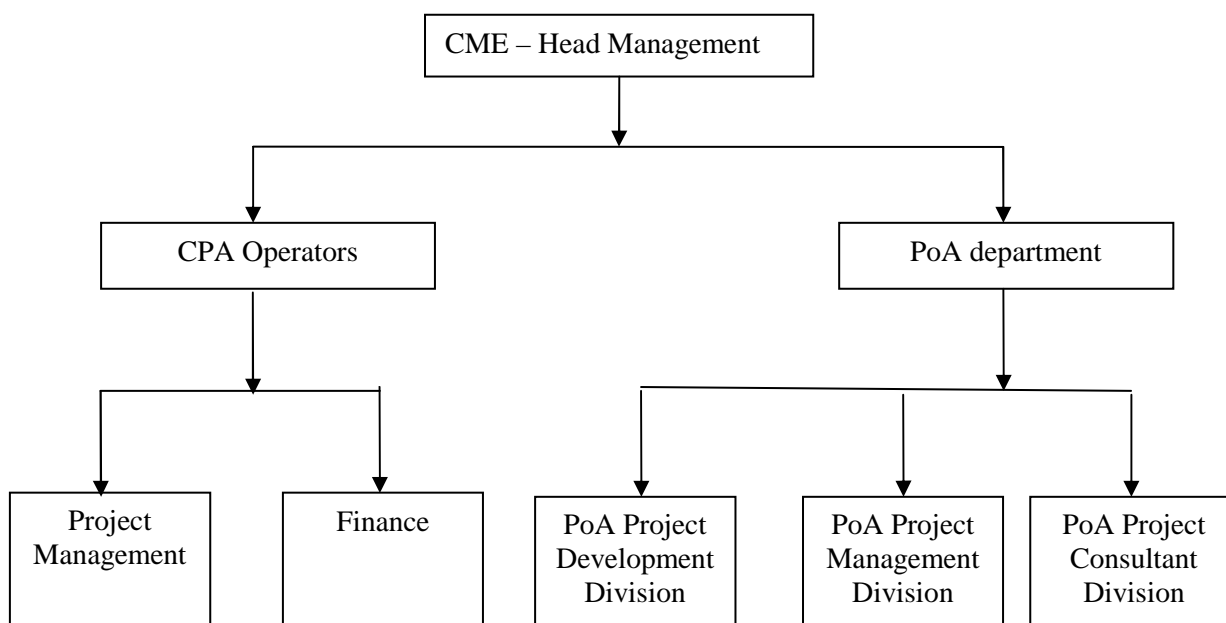 CME – Head Management
CPA Operators
PoA department
Project
Management
Finance
PoA Project
Development
Division
PoA Project
Management
Division
PoA Project
Consultant
Division